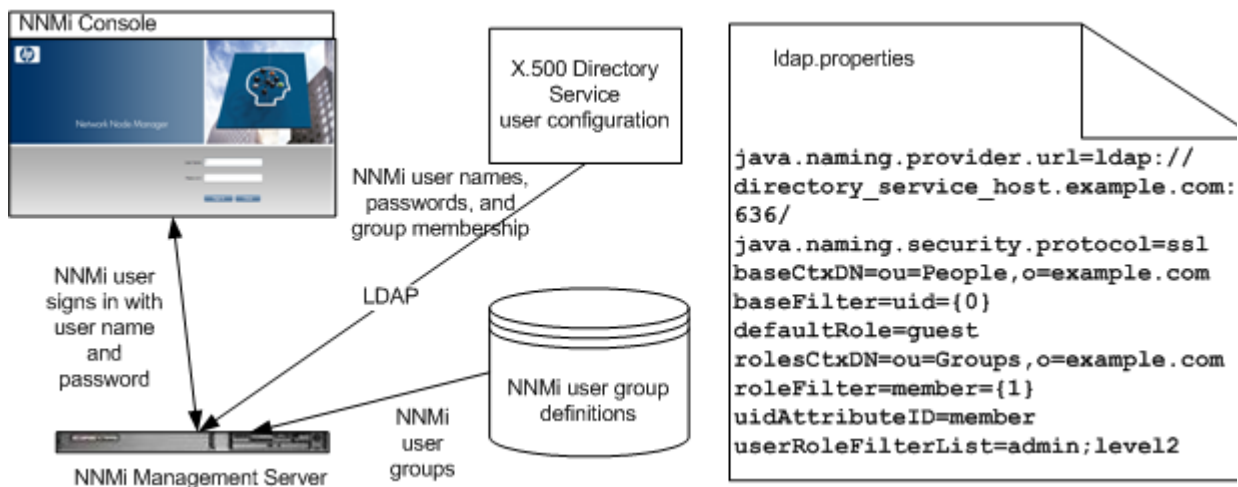 NNMi Console
hp
Network Node Manager
NNMi user
signs in with
user name
and
password
NNMi Management Server
X.500 Directory
Service
user configuration
NNMi user names,
passwords, and
group membership
LDAP
NNMi user group
definitions
NNMi
user
groups
ldap.properties
java.naming.provider.url=ldap://
directory_service_host.example.com:
636/
java.naming.security.protocol=ssl
baseCtxDN=ou=People,o=example.com
baseFilter=uid={0}
defaultRole=guest
rolesCtxDN=ou=Groups,o=example.com
roleFilter=member={1}
uidAttributeID=member
userRoleFilterList=admin;level2